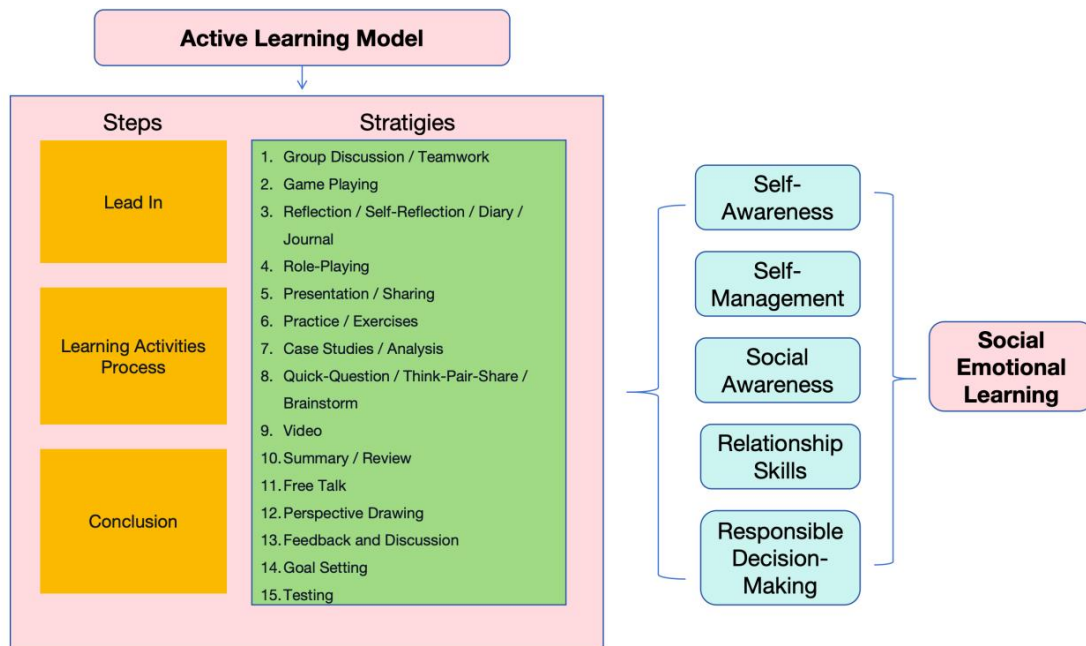 Active Learning Model
Steps
Stratigies
Lead In
Learning Activities
Process
Conclusion
1. Group Discussion / Teamwork
2. Game Playing
3. Reflection / Self-Reflection / Diary /
Journal
4. Role-Playing
5. Presentation / Sharing
6. Practice / Exercises
7. Case Studies / Analysis
8. Quick-Question / Think-Pair-Share /
Brainstorm
9. Video
10. Summary / Review
11. Free Talk
12. Perspective Drawing
13. Feedback and Discussion
14. Goal Setting
15. Testing
Self-
Awareness
Self-
Management
Social
Awareness
Relationship
Skills
Responsible
Decision-
Making
Social
Emotional
Learning